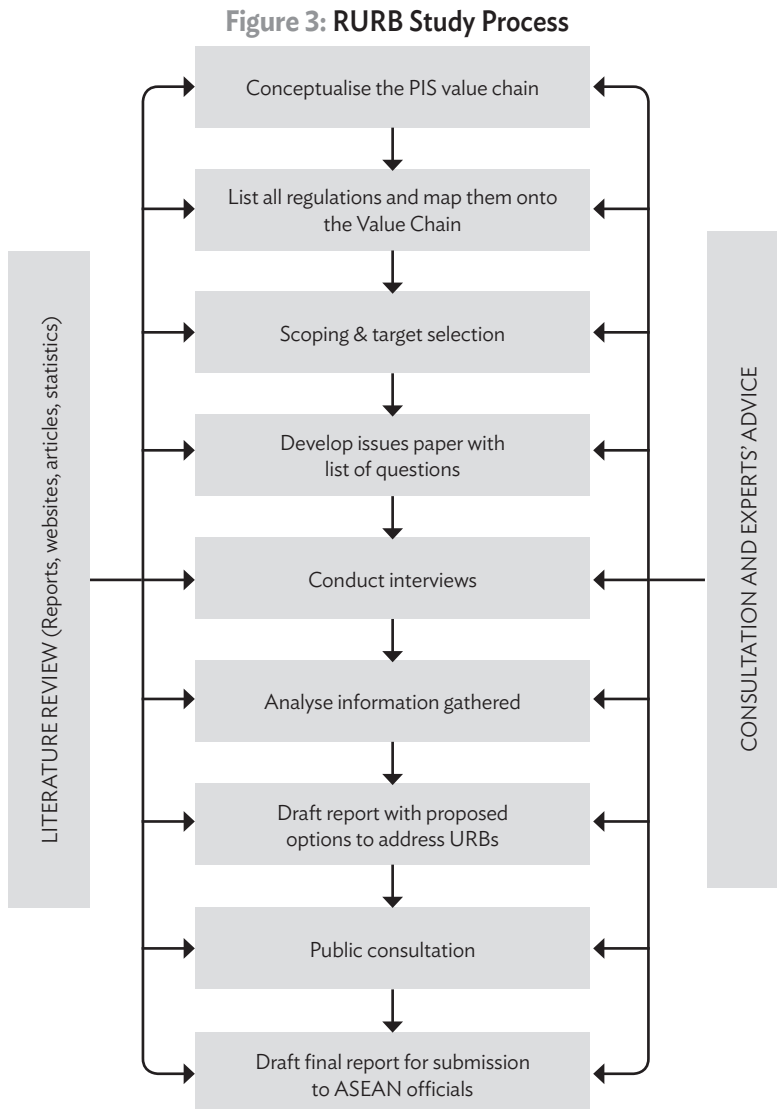 Figure 3: RURB Study Process
Conceptualise the PIS value chain
List all regulations and map them onto
the Value Chain
Scoping & target selection
Develop issues paper with
list of questions
Conduct interviews
Analyse information gathered
Draft report with proposed
options to address URBs
Public consultation
Draft final report for submission
to ASEAN officials
LITERATURE REVIEW (Reports, websites, articles, statistics)
CONSULTATION AND EXPERTS' ADVICE